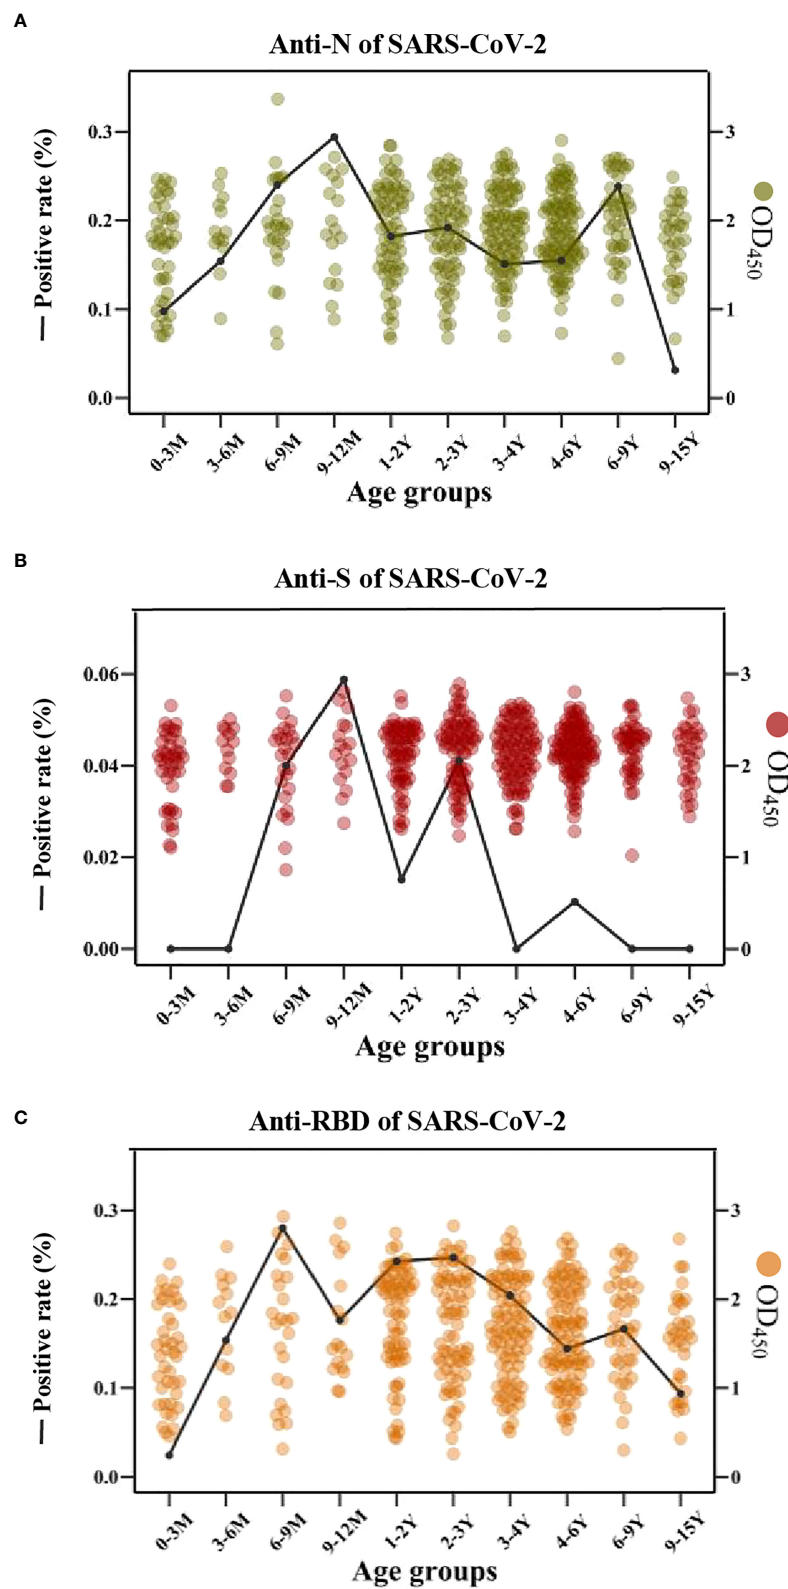 A
Anti-N of SARS-CoV-2
Positive rate (%)
0.3
0.2
0.1
0.0
3
2
1
0
OD450
0-3M
3-6M
6-9M
9-12M
1-2Y
2-3Y
3-4Y
4-6Y
6-9Y
9-15Y
Age groups
B
Anti-S of SARS-CoV-2
Positive rate (%)
0.06
0.04
0.02
0.00
3
2
1
0
OD450
0-3M
3-6M
6-9M
9-12M
1-2Y
2-3Y
3-4Y
4-6Y
6-9Y
9-15Y
Age groups
C
Anti-RBD of SARS-CoV-2
Positive rate (%)
0.3
0.2
0.1
0.0
3
2
1
0
OD450
0-3M
3-6M
6-9M
9-12M
1-2Y
2-3Y
3-4Y
4-6Y
6-9Y
9-15Y
Age groups